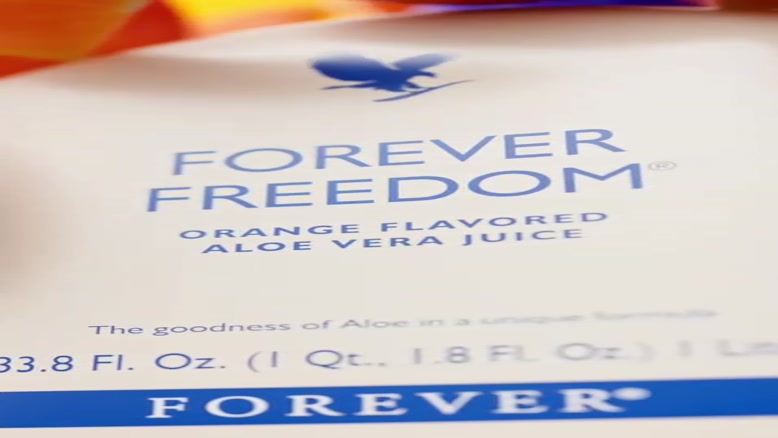 FOREVER
FREEDOM®
ORANGE FLAVORED
ALOE VERA JUICE
The goodness of Aloe in a unique formula
33.8 Fl. Oz. (1 Qt., 1.8 Fl. Oz.) 1
FOREVER®